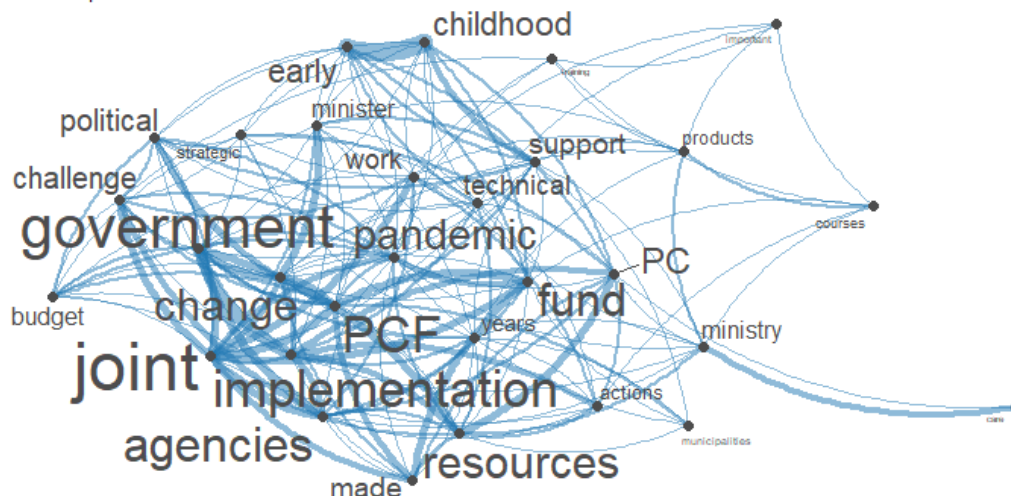 childhood
important
early
training
minister
political
support
products
strategic
work
technical
challenge
government
pandemic
courses
PC
change
fund
budget
PCF
years
ministry
joint
implementation
actions
care
agencies
municipalities
resources
made